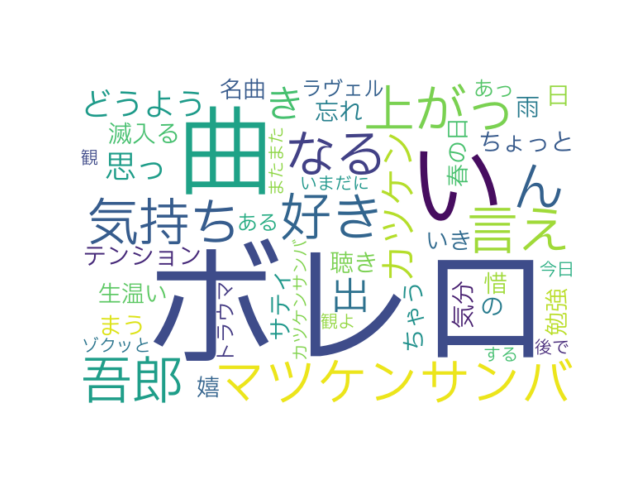 どうよう
名曲
き
ラヴェル
忘れ
上がっ
あっ
雨
日
滅入る
曲
またまた
なる
カツケン
い
春の日
ちょっと
観
思っ
いまだに
ん
気持ち
ある
好き
いき
言え
テンション
ボレロ
サティ
カツケンサンバ
聴き
出
ちゃう
気分
惜
の
今日
生温い
トラウマ
観よ
勉強
まう
ゾクッと
する
後で
吾郎
嬉
マツケンサンバ